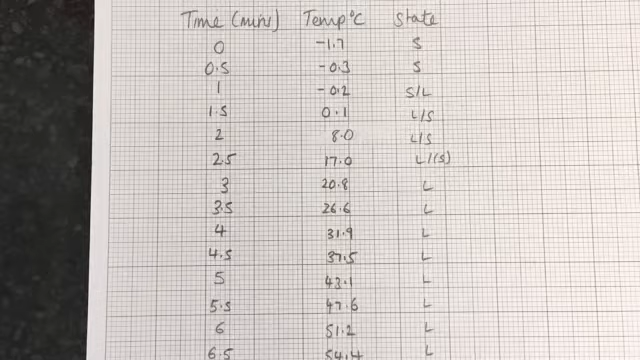 Time (mins) Temp°C State
0 -1.7 S
0.5 -0.3 S
1 -0.2 S/L
1.5 0.1 L/S
2 8.0 L/S
2.5 17.0 L/(S)
3 20.8 L
3.5 26.6 L
4 31.9 L
4.5 37.5 L
5 43.1 L
5.5 47.6 L
6 51.2 L
6.5 54.4 L